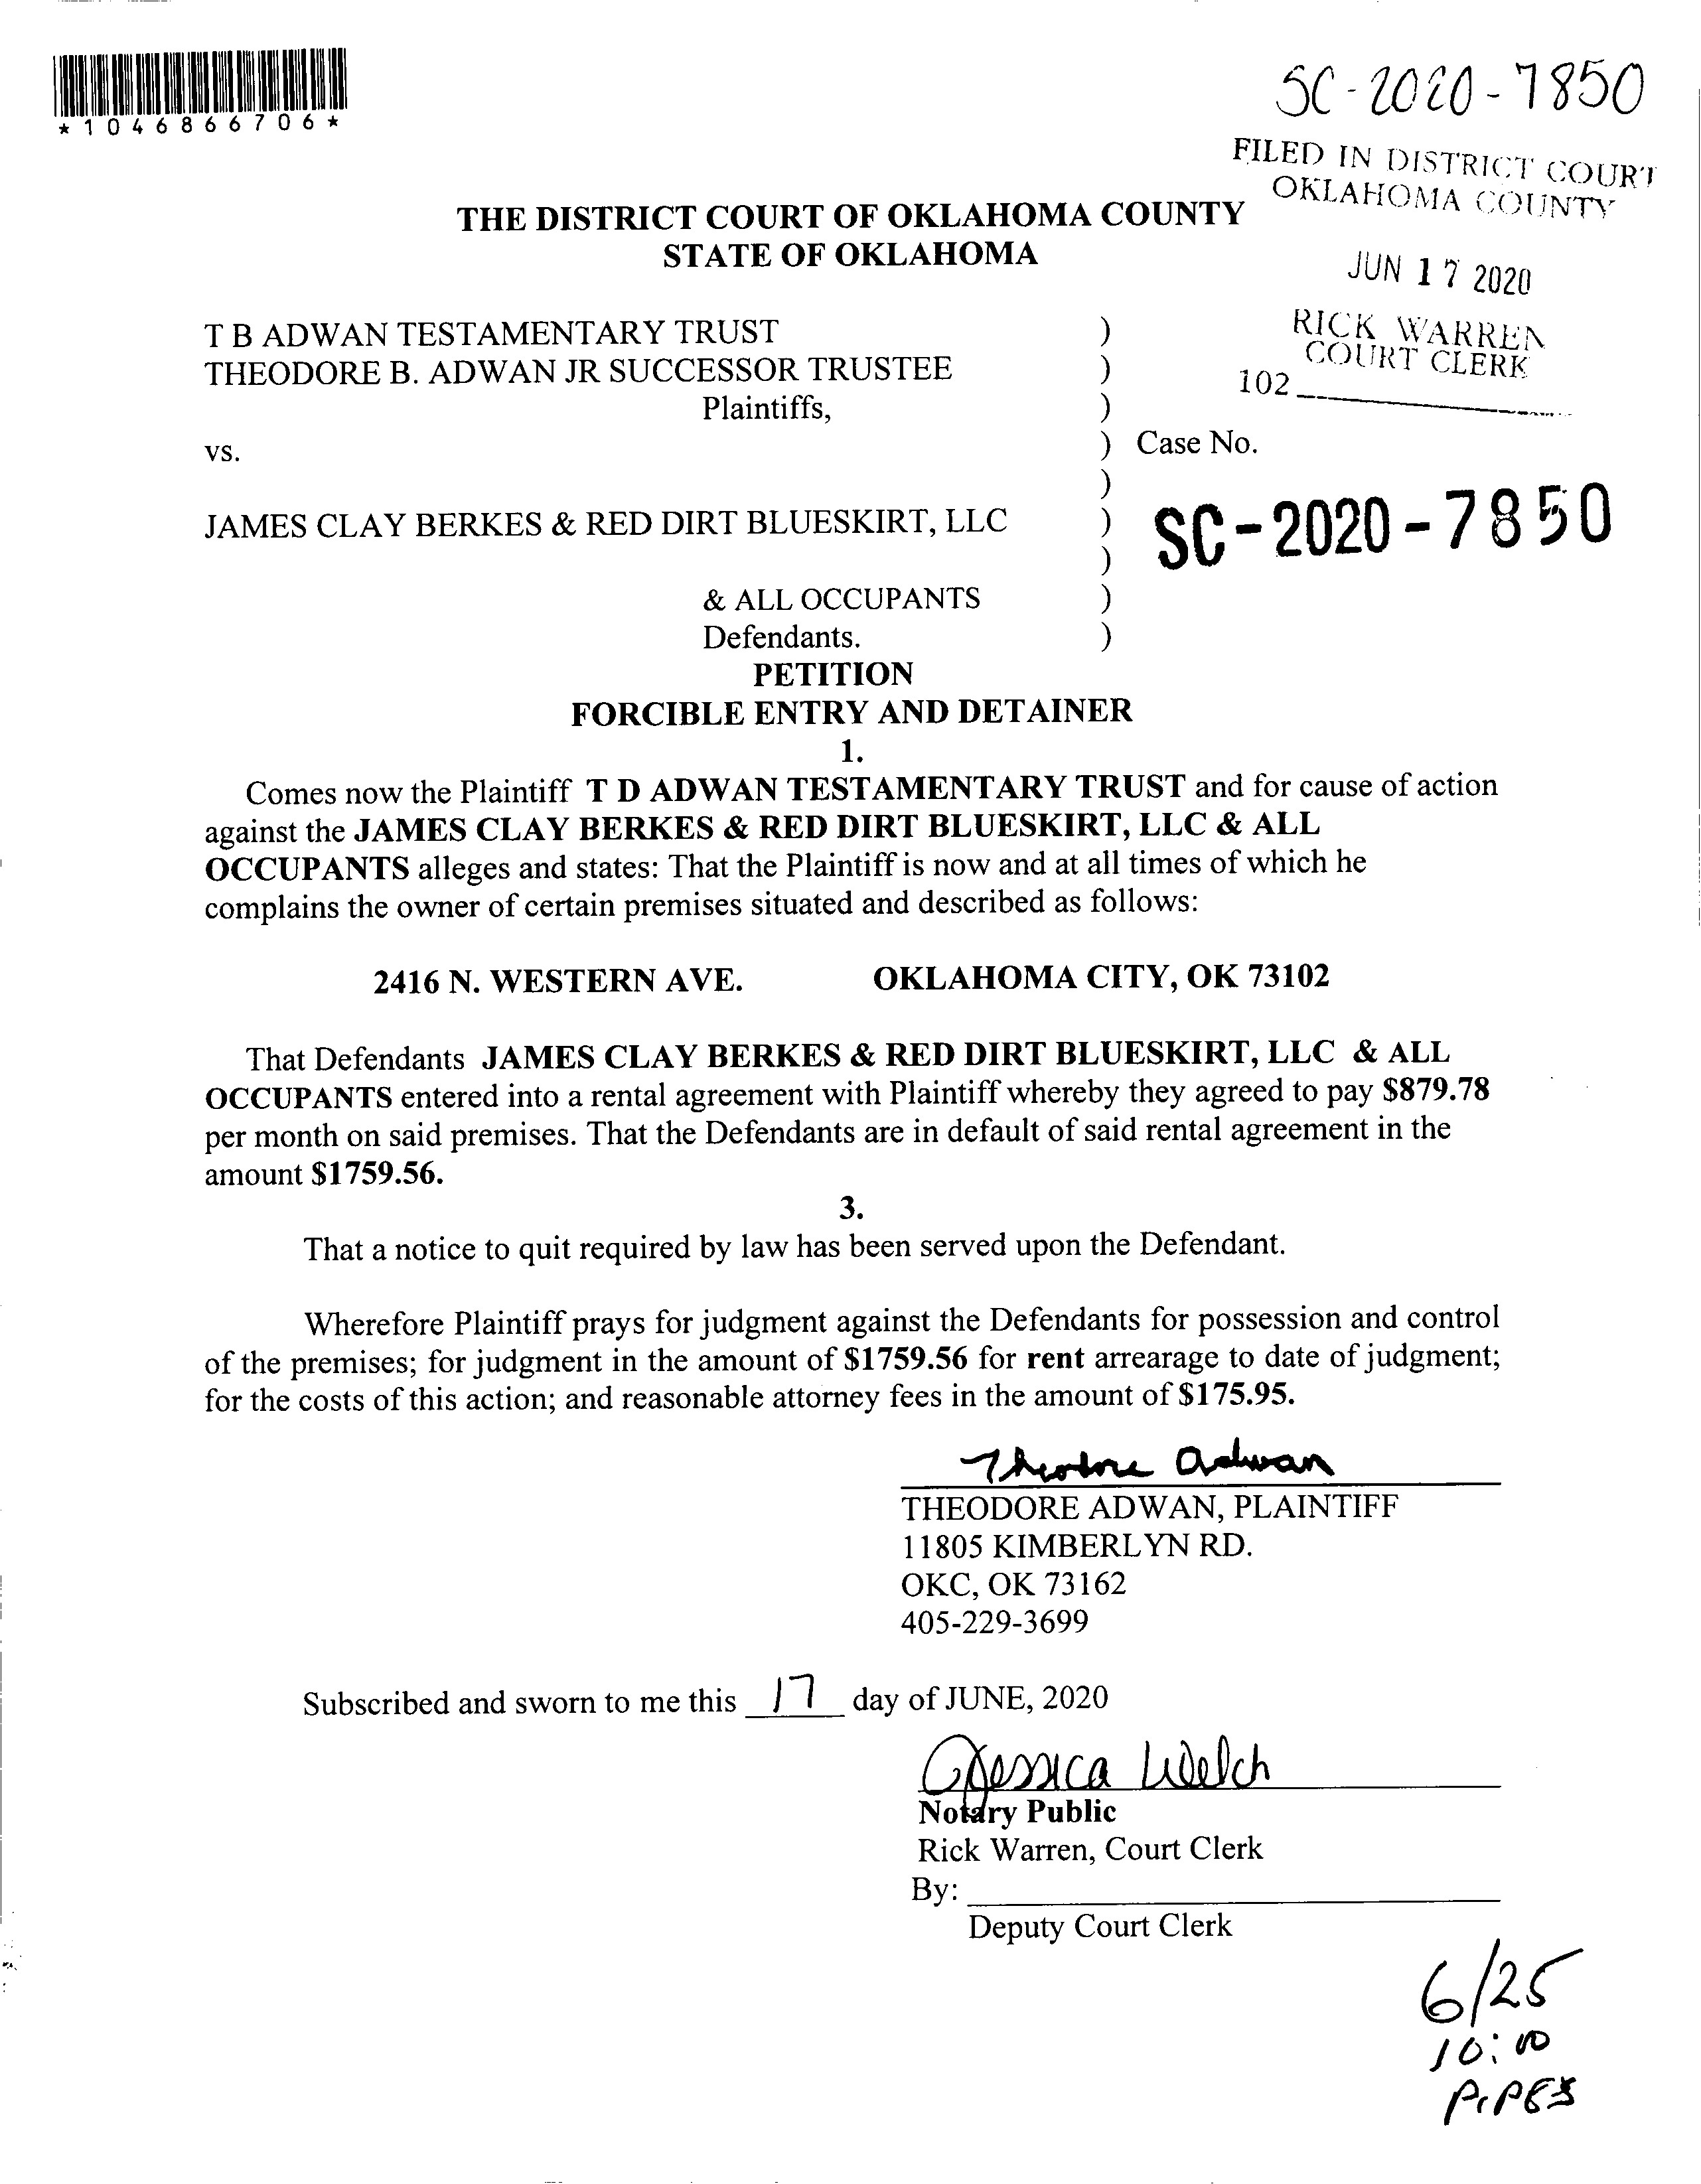 *1046866706*
SC-2020-7850
FILED IN DISTRICT COURT
OKLAHOMA COUNTY
THE DISTRICT COURT OF OKLAHOMA COUNTY
STATE OF OKLAHOMA
JUN 17 2020
RICK WARREN
COURT CLERK
102
T B ADWAN TESTAMENTARY TRUST )
THEODORE B. ADWAN JR SUCCESSOR TRUSTEE )
Plaintiffs, )
vs. ) Case No.
)
JAMES CLAY BERKES & RED DIRT BLUESKIRT, LLC ) SC-2020-7850
)
& ALL OCCUPANTS )
Defendants. )
PETITION
FORCIBLE ENTRY AND DETAINER
1.
Comes now the Plaintiff T D ADWAN TESTAMENTARY TRUST and for cause of action
against the JAMES CLAY BERKES & RED DIRT BLUESKIRT, LLC & ALL
OCCUPANTS alleges and states: That the Plaintiff is now and at all times of which he
complains the owner of certain premises situated and described as follows:
2416 N. WESTERN AVE. OKLAHOMA CITY, OK 73102
That Defendants JAMES CLAY BERKES & RED DIRT BLUESKIRT, LLC & ALL
OCCUPANTS entered into a rental agreement with Plaintiff whereby they agreed to pay $879.78
per month on said premises. That the Defendants are in default of said rental agreement in the
amount $1759.56.
3.
That a notice to quit required by law has been served upon the Defendant.
Wherefore Plaintiff prays for judgment against the Defendants for possession and control
of the premises; for judgment in the amount of $1759.56 for rent arrearage to date of judgment;
for the costs of this action; and reasonable attorney fees in the amount of $175.95.
Theodore Adwan
THEODORE ADWAN, PLAINTIFF
11805 KIMBERLYN RD.
OKC, OK 73162
405-229-3699
Subscribed and sworn to me this 17 day of JUNE, 2020
Jessica Welch
Notary Public
Rick Warren, Court Clerk
By:
Deputy Court Clerk
6/25
10:00
PIPES